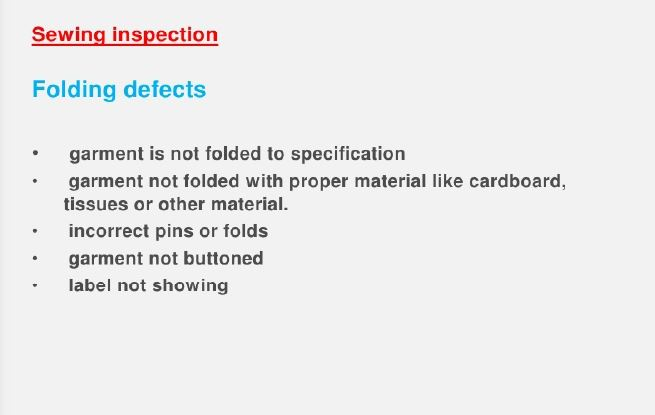 Sewing inspection
Folding defects
• garment is not folded to specification
• garment not folded with proper material like cardboard,
tissues or other material.
• incorrect pins or folds
• garment not buttoned
• label not showing